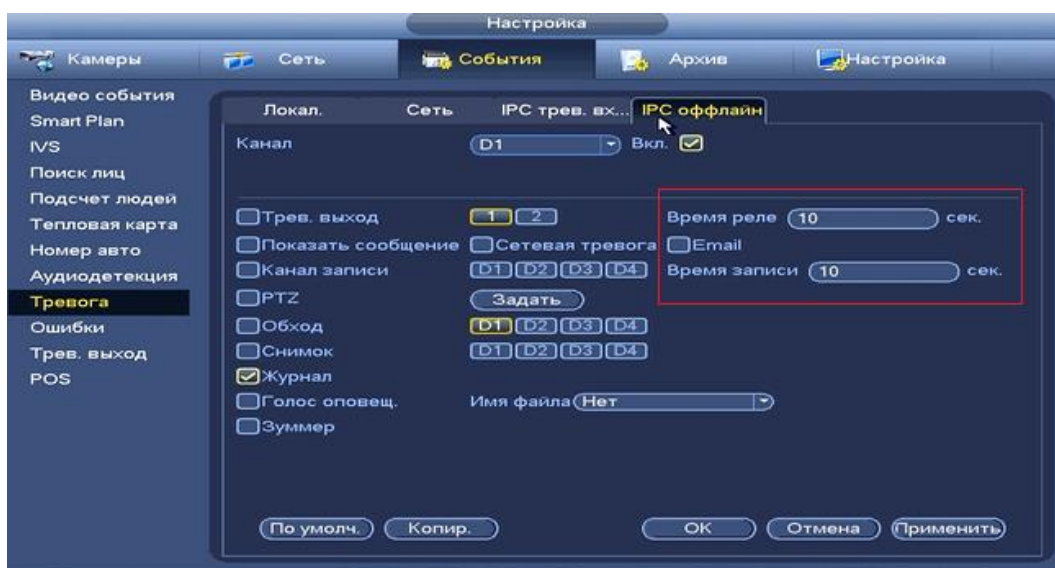 Настройка
Камеры Сеть События Архив Настройка
Видео события
Smart Plan
IVS
Поиск лиц
Подсчет людей
Тепловая карта
Номер авто
Аудиодетекция
Тревога
Ошибки
Трев. выход
POS
Локал. Сеть IPC трев. вх... IPC оффлайн
Канал D1 Вкл.
Трев. выход 1 2 Время реле 10 сек.
Показать сообщение Сетевая тревога Email
Канал записи D1 D2 D3 D4 Время записи 10 сек.
PTZ Задать
Обход D1 D2 D3 D4
Снимок D1 D2 D3 D4
Журнал
Голос оповещ. Имя файла Нет
Зуммер
По умолч. Копир. OK Отмена Применить